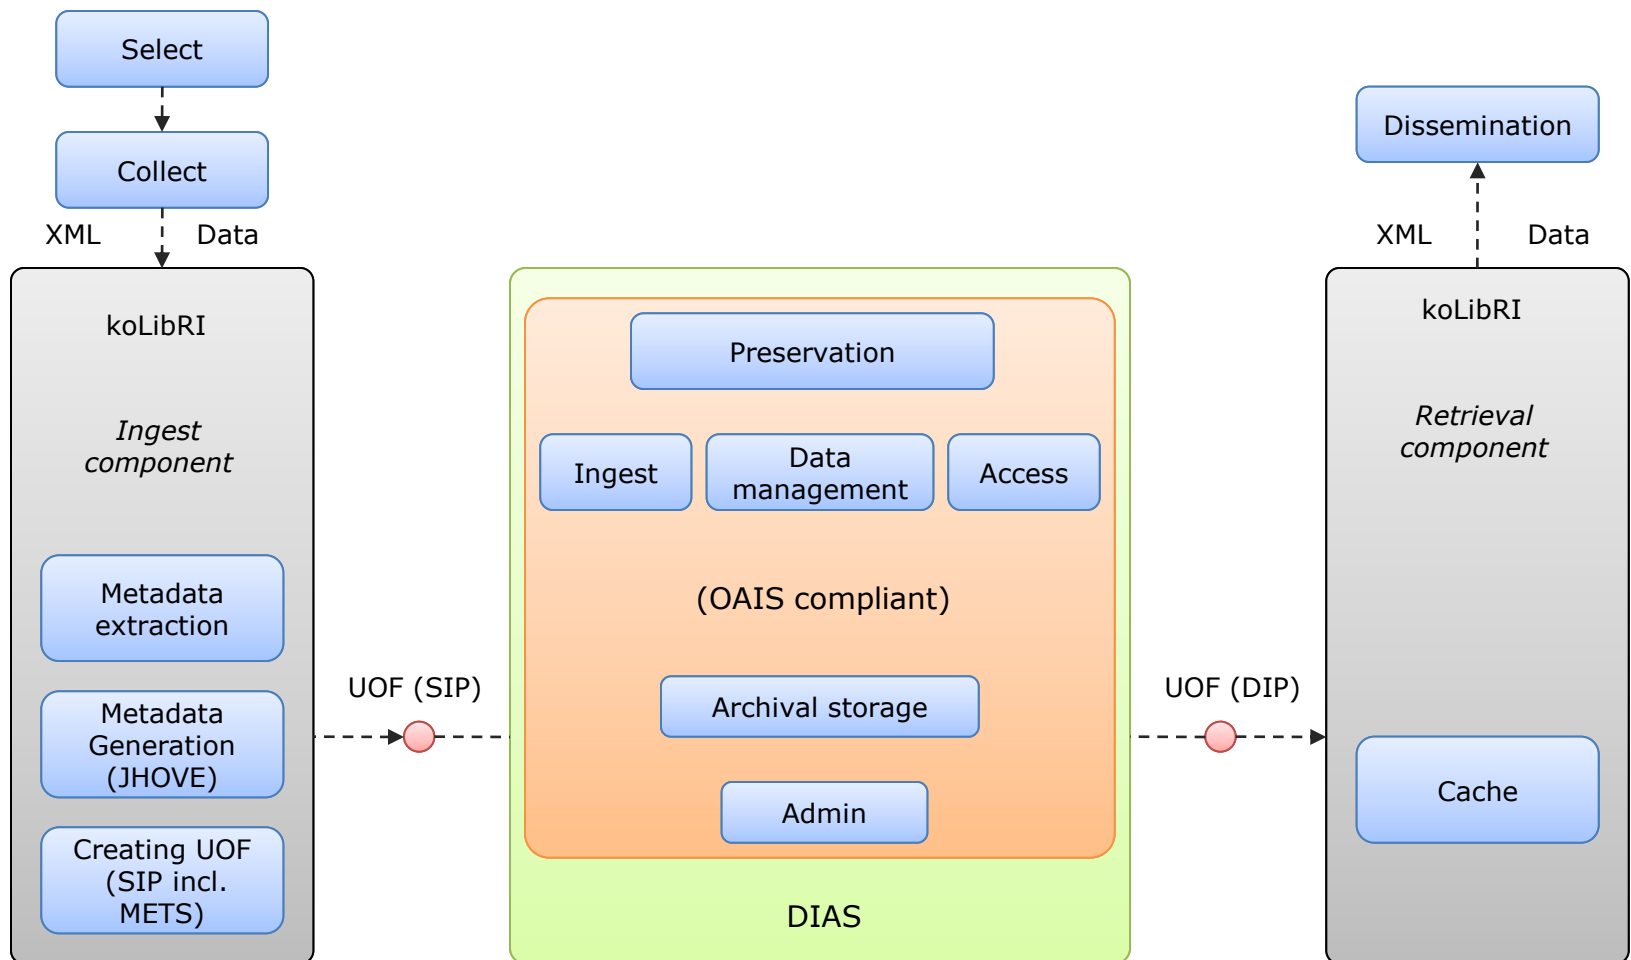 Select
Collect
XML
Data
koLibRI
Ingest
component
Metadata
extraction
Metadata
Generation
(JHOVE)
Creating UOF
(SIP incl.
METS)
UOF (SIP)
Preservation
Ingest
Data
management
Access
(OAIS compliant)
Archival storage
Admin
DIAS
UOF (DIP)
Dissemination
XML
Data
koLibRI
Retrieval
component
Cache